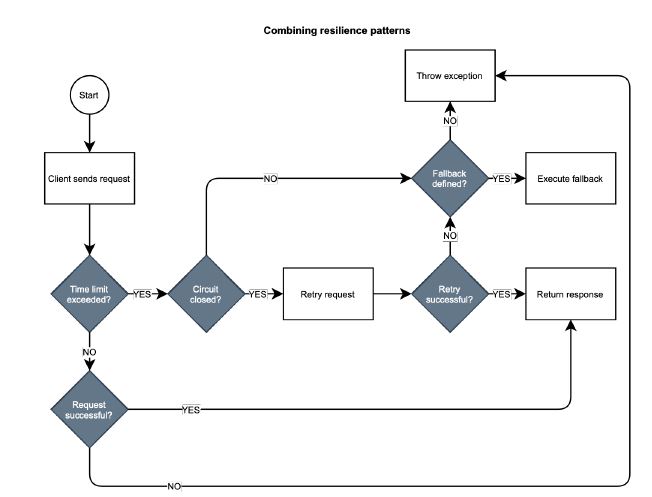 Combining resilience patterns
Throw exception
Start
NO
Client sends request
NO
Fallback
defined?
YES
Execute fallback
NO
Time limit
exceeded?
YES
Circuit
closed?
YES
Retry request
Retry
successful?
YES
Return response
NO
Request
successful?
YES
NO